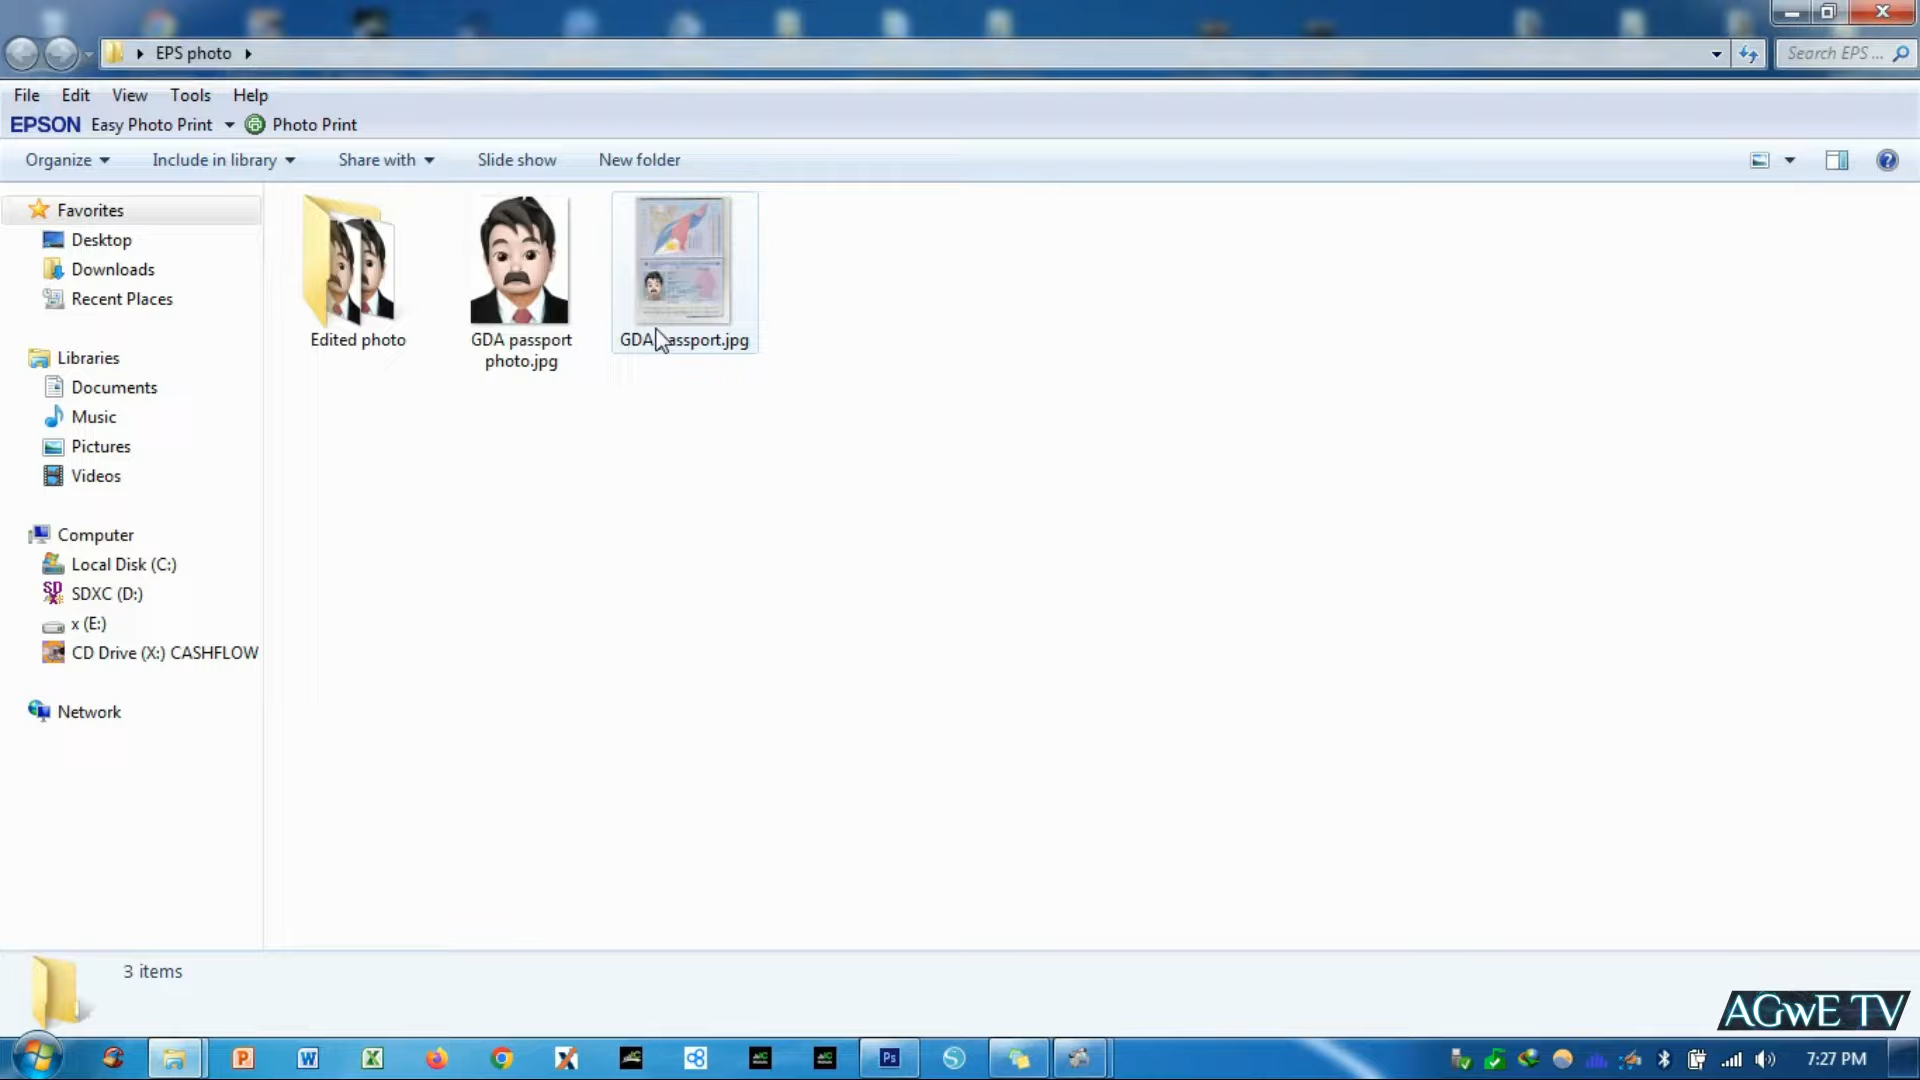 EPS photo
Search EPS ...
File Edit View Tools Help
EPSON Easy Photo Print Photo Print
Organize Include in library Share with Slide show New folder
Favorites
Desktop
Downloads
Recent Places
Libraries
Documents
Music
Pictures
Videos
Computer
Local Disk (C:)
SDXC (D:)
x (E:)
CD Drive (X:) CASHFLOW
Network
Edited photo
GDA passport
photo.jpg
GDA passport.jpg
3 items
AGWE TV
7:27 PM